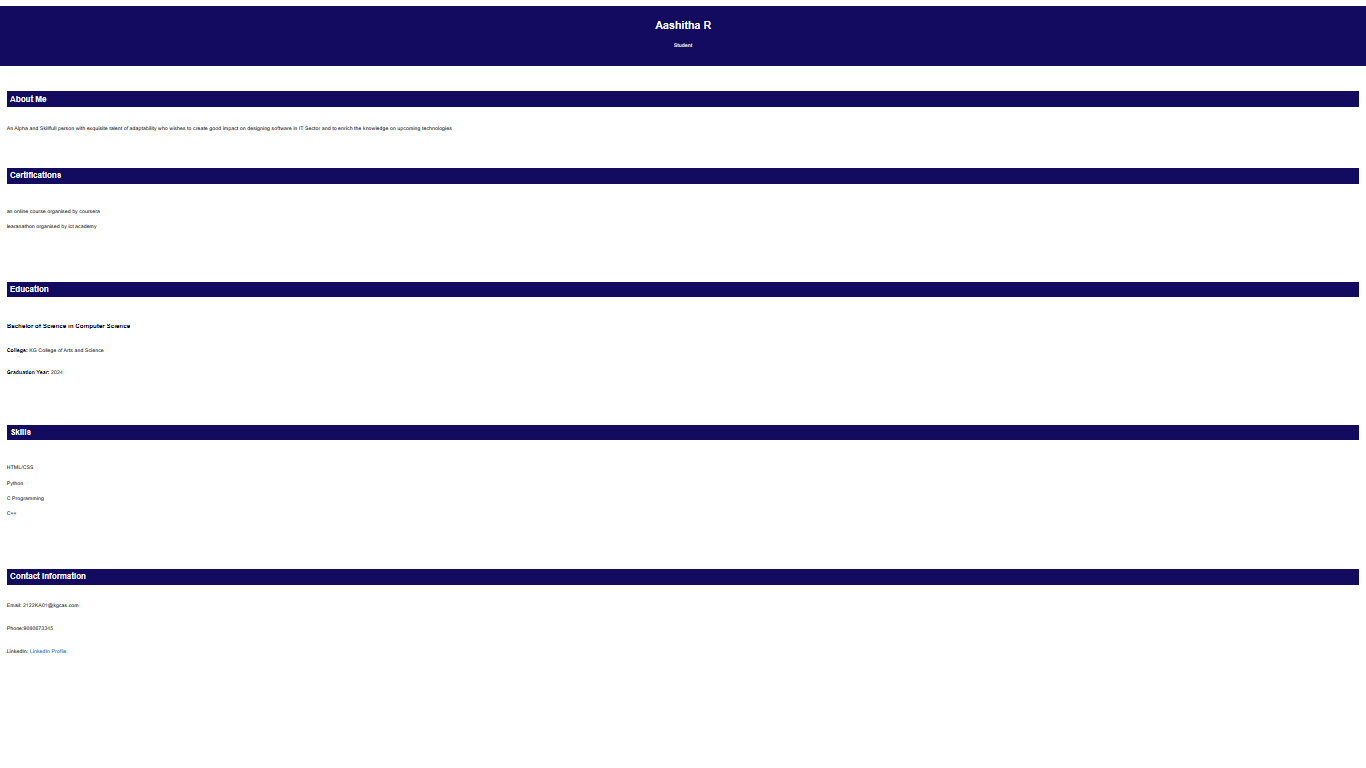 Aashitha R
Student
About Me
An Alpha and Skillfull person with exquisite talent of adaptability who wishes to create good impact on designing software in IT Sector and to enrich the knowledge on upcoming technologies
Certifications
an online course organised by coursera
learanathon organised by ict academy
Education
Bachelor of Science in Computer Science
College: KG College of Arts and Science
Graduation Year: 2024
Skills
HTML/CSS
Python
C Programming
C++
Contact Information
Email: 2122KA01@kgcas.com
Phone:9080673345
LinkedIn: LinkedIn Profile